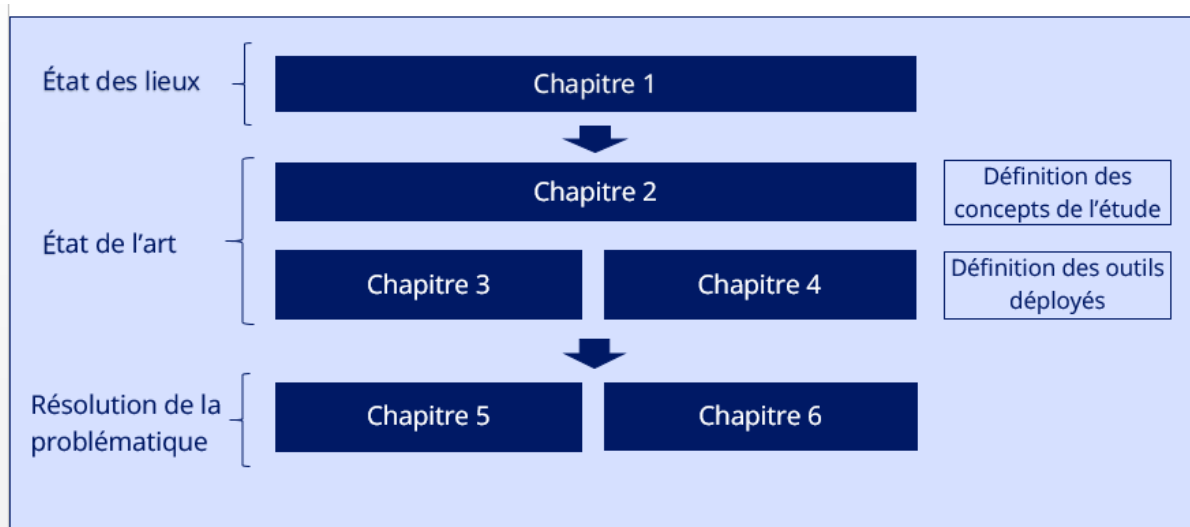 État des lieux
Chapitre 1
État de l’art
Chapitre 2
Définition des
concepts de l’étude
Chapitre 3
Chapitre 4
Définition des outils
déployés
Résolution de la
problématique
Chapitre 5
Chapitre 6